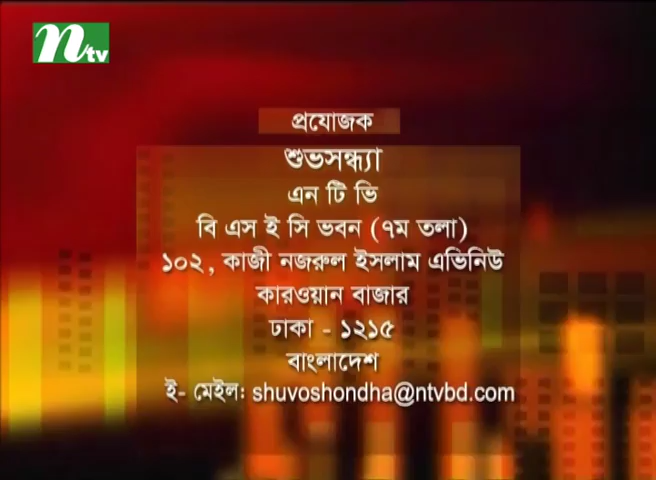 ntv
প্রযোজক
শুভসন্ধ্যা
এন টি ভি
বি এস ই সি ভবন (৭ম তলা)
১০২, কাজী নজরুল ইসলাম এভিনিউ
কারওয়ান বাজার
ঢাকা - ১২১৫
বাংলাদেশ
ই- মেইল: shuvoshondha@ntvbd.com